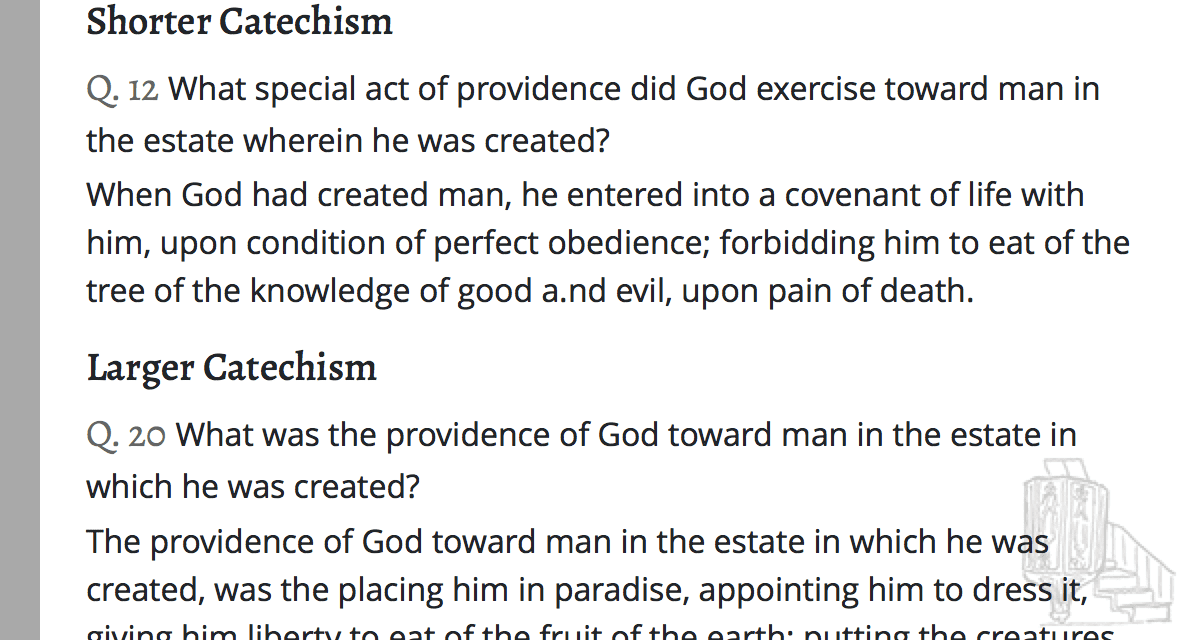 Shorter Catechism
Q. 12 What special act of providence did God exercise toward man in
the estate wherein he was created?
When God had created man, he entered into a covenant of life with
him, upon condition of perfect obedience; forbidding him to eat of the
tree of the knowledge of good a.nd evil, upon pain of death.
Larger Catechism
Q. 20 What was the providence of God toward man in the estate in
which he was created?
The providence of God toward man in the estate in which he was
created, was the placing him in paradise, appointing him to dress it,
giving him liberty to eat of the fruit of the earth; putting the creatures